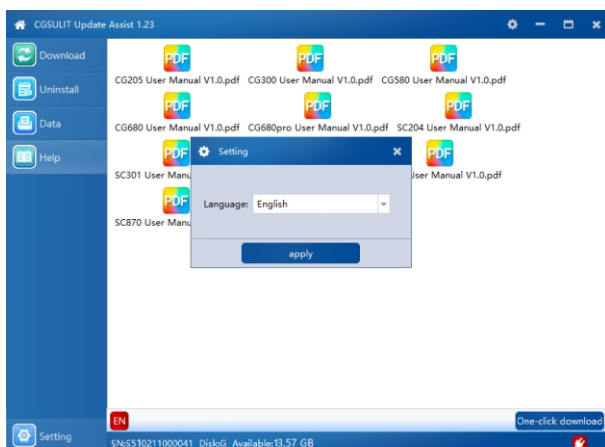 CGSULIT Update Assist 1.23
Download
Uninstall
Data
Help
PDF PDF PDF
CG205 User Manual V1.0.pdf CG300 User Manual V1.0.pdf CG580 User Manual V1.0.pdf
PDF PDF PDF
CG680 User Manual V1.0.pdf CG680pro User Manual V1.0.pdf SC204 User Manual V1.0.pdf
PDF PDF
SC301 User Manual V1.0.pdf
PDF
SC870 User
Setting
Language: English
apply
EN
One-click download
Setting
SN:S510211000041 Disk:G Available:13.57 GB